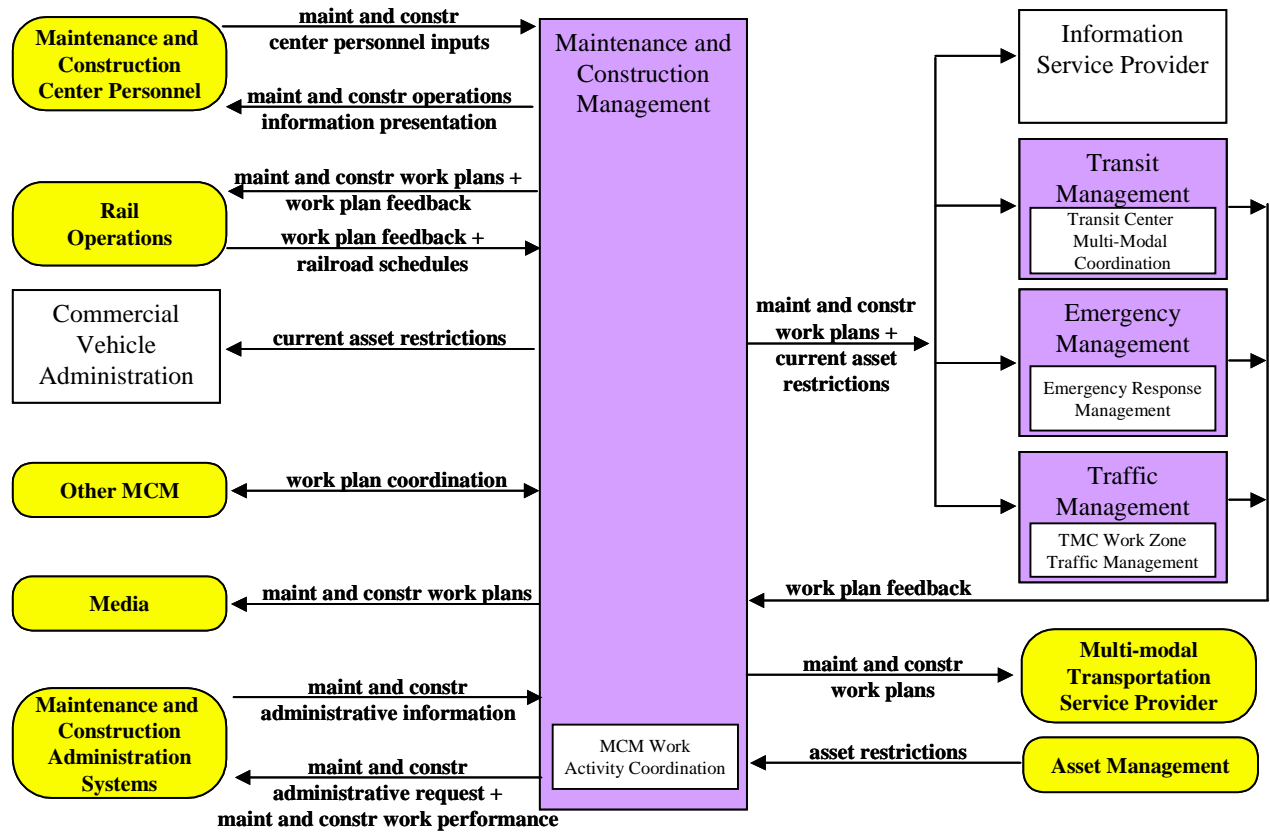 maint and constr
center personnel inputs
Maintenance and
Construction
Center Personnel
maint and constr operations
information presentation
maint and constr work plans +
work plan feedback
Rail
Operations
work plan feedback +
railroad schedules
Commercial
Vehicle
Administration
current asset restrictions
Other MCM
work plan coordination
Media
maint and constr work plans
Maintenance and
Construction
Administration
Systems
maint and constr
administrative information
maint and constr
administrative request +
maint and constr work performance
Maintenance and
Construction
Management
MCM Work
Activity Coordination
maint and constr
work plans +
current asset
restrictions
Information
Service Provider
Transit
Management
Transit Center
Multi-Modal
Coordination
Emergency
Management
Emergency Response
Management
Traffic
Management
TMC Work Zone
Traffic Management
work plan feedback
maint and constr
work plans
Multi-modal
Transportation
Service Provider
asset restrictions
Asset Management